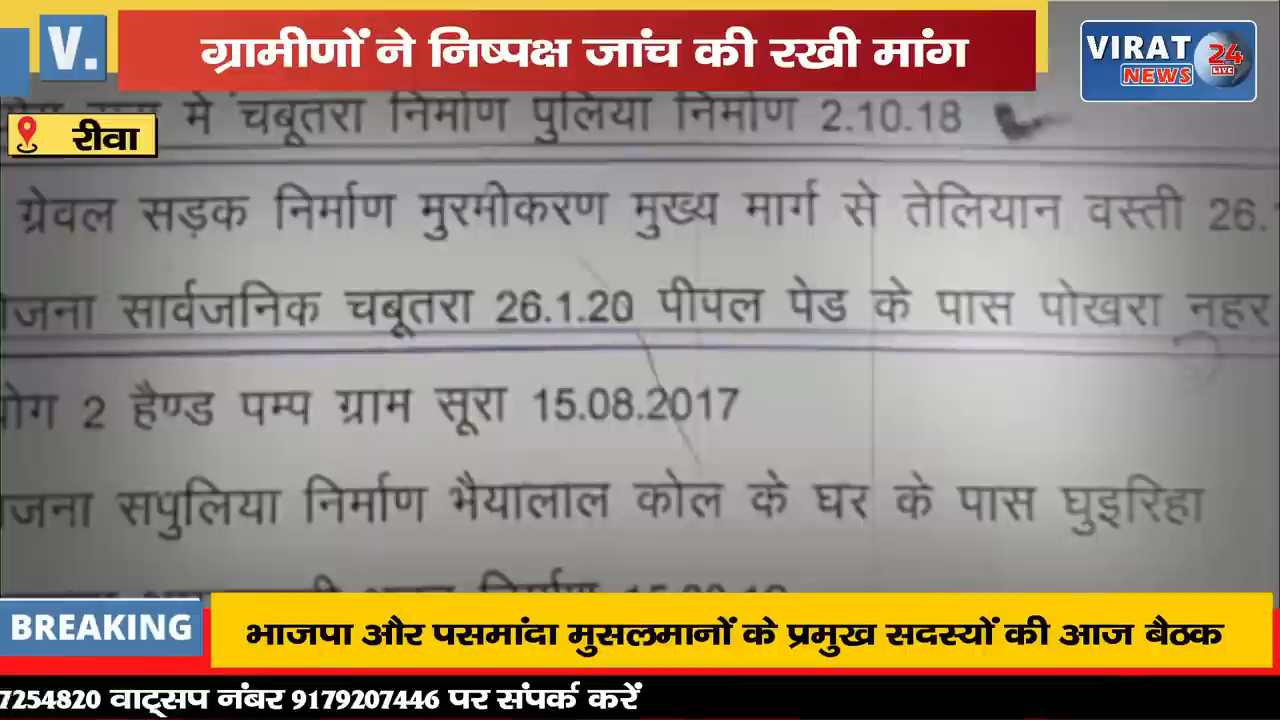 V.
ग्रामीणों ने निष्पक्ष जांच की रखी मांग
VIRAT 24
NEWS LIVE
रीवा
में चबूतरा निर्माण पुलिया निर्माण 2.10.18
ग्रेवल सड़क निर्माण मुरमीकरण मुख्य मार्ग से तेलियान वस्ती 26.
जना सार्वजनिक चबूतरा 26.1.20 पीपल पेड के पास पोखरा नहर
योग 2 हैण्ड पम्प ग्राम सूरा 15.08.2017
जना सपुलिया निर्माण भैयालाल कोल के घर के पास घुइरिहा
निर्माण
BREAKING
भाजपा और पसमांदा मुसलमानों के प्रमुख सदस्यों की आज बैठक
7254820 वाट्सप नंबर 9179207446 पर संपर्क करें